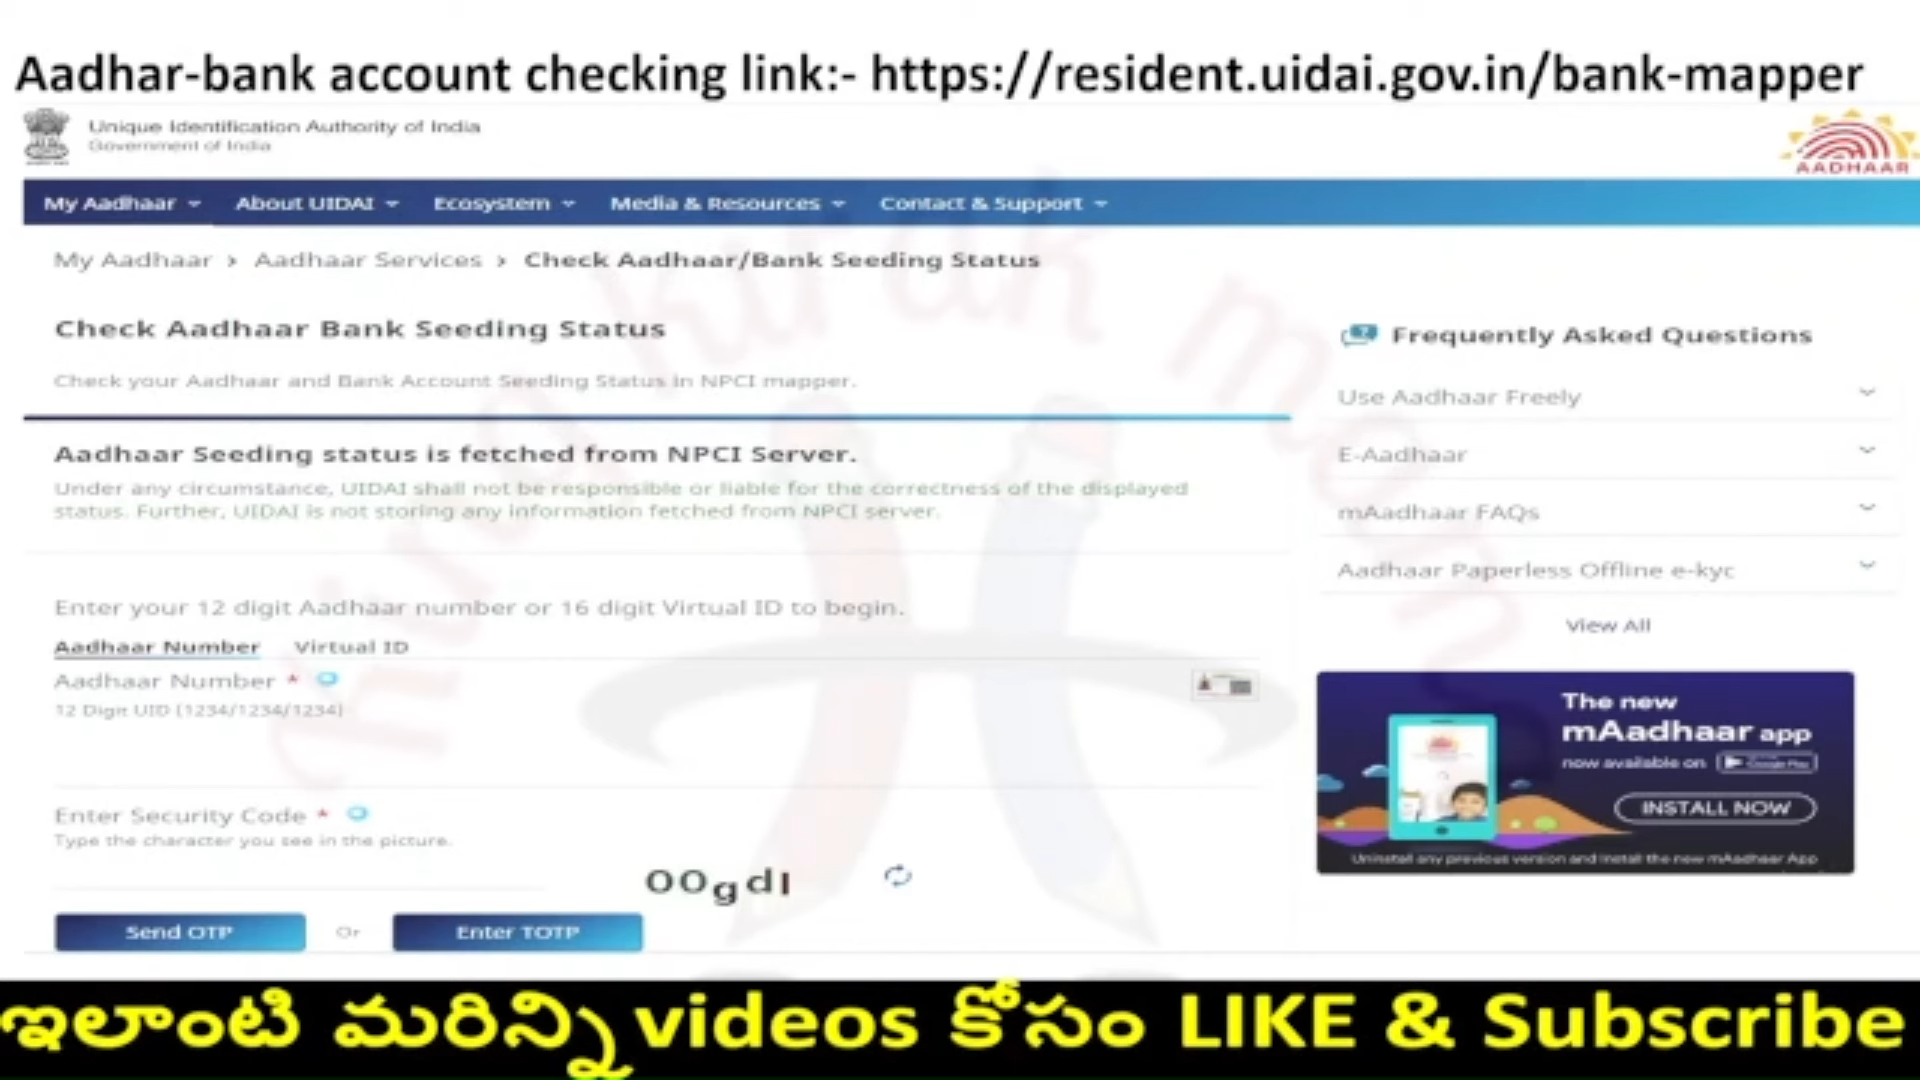 Aadhar-bank account checking link:- https://resident.uidai.gov.in/bank-mapper
Unique Identification Authority of India
Government of India
AADHAAR
My Aadhaar About UIDAI Ecosystem Media & Resources Contact & Support
My Aadhaar > Aadhaar Services > Check Aadhaar/Bank Seeding Status
Check Aadhaar Bank Seeding Status
Check your Aadhaar and Bank Account Seeding Status in NPCI mapper.
Aadhaar Seeding status is fetched from NPCI Server.
Under any circumstance, UIDAI shall not be responsible or liable for the correctness of the displayed
status. Further, UIDAI is not storing any information fetched from NPCI server.
Enter your 12 digit Aadhaar number or 16 digit Virtual ID to begin.
Aadhaar Number Virtual ID
Aadhaar Number *
12 Digit UID (1234/1234/1234)
Enter Security Code *
Type the character you see in the picture.
00gdl
Send OTP Or Enter TOTP
Frequently Asked Questions
Use Aadhaar Freely
E-Aadhaar
mAadhaar FAQs
Aadhaar Paperless Offline e-kyc
View All
The new
mAadhaar app
now available on Google Play
INSTALL NOW
Uninstall any previous version and install the new mAadhaar App
ఇలాంటి మరిన్ని videos కోసం LIKE & Subscribe